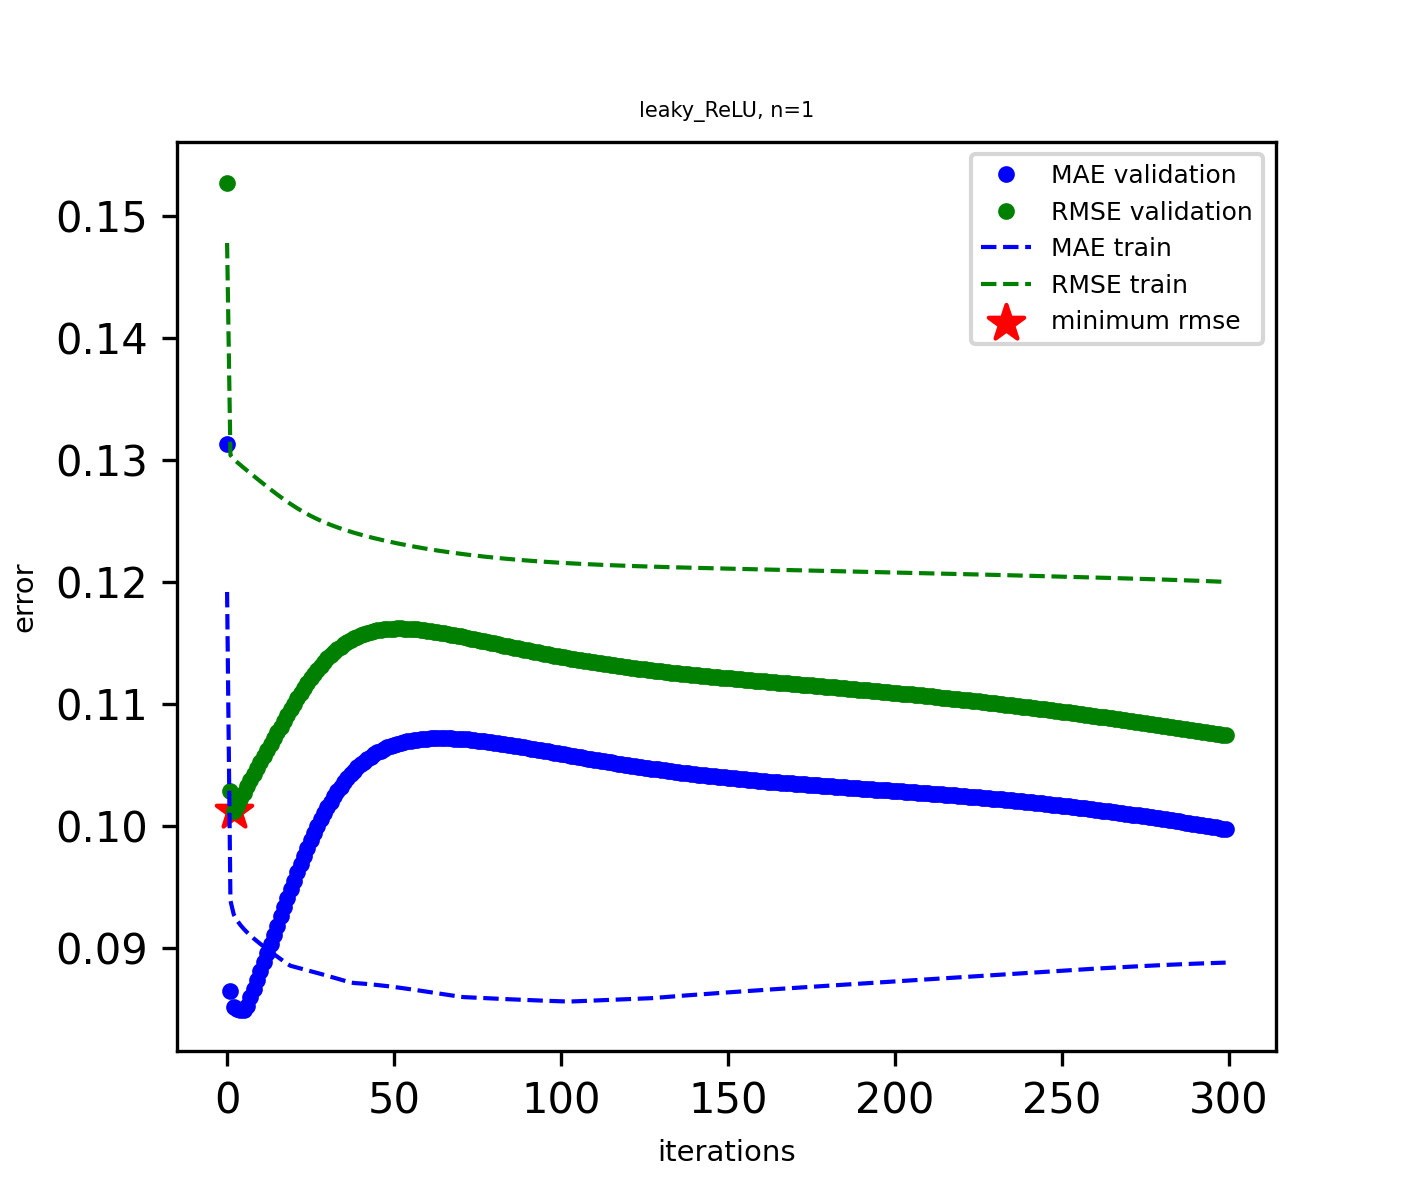 leaky_ReLU, n=1
MAE validation
RMSE validation
MAE train
RMSE train
minimum rmse
error
0.15
0.14
0.13
0.12
0.11
0.10
0.09
0 50 100 150 200 250 300
iterations